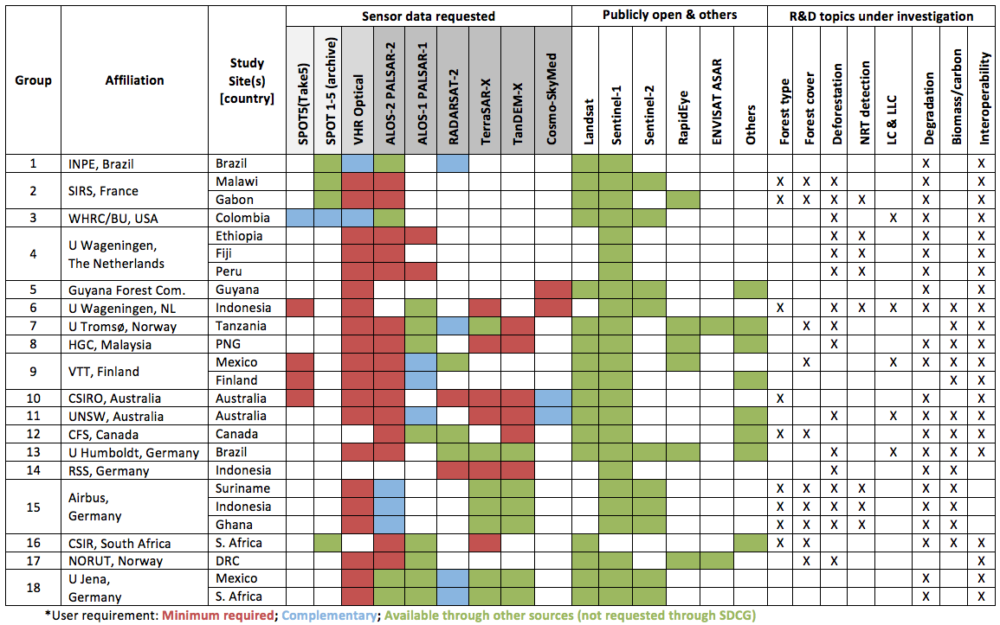 Sensor data requested Publicly open & others R&D topics under investigation
Group Affiliation Study
Site(s)
[country]
SPOT5(Take5)
SPOT 1-5 (archive)
VHR Optical
ALOS-2 PALSAR-2
ALOS-1 PALSAR-1
RADARSAT-2
TerraSAR-X
TanDEM-X
Cosmo-SkyMed
Landsat
Sentinel-1
Sentinel-2
RapidEye
ENVISAT ASAR
Others
Forest type
Forest cover
Deforestation
NRT detection
LC & LLC
Degradation
Biomass/carbon
Interoperability
1 INPE, Brazil Brazil X X
2 SIRS, France
Malawi X X X X X
Gabon X X X X X X
3 WHRC/BU, USA Colombia X X X X
4 U Wageningen,
The Netherlands
Ethiopia X X X X
Fiji X X X X
Peru X X X X
5 Guyana Forest Com. Guyana X X
6 U Wageningen, NL Indonesia X X X X X X X
7 U Tromsø, Norway Tanzania X X X X
8 HGC, Malaysia PNG X X X X
9 VTT, Finland
Mexico X X X X X
Finland X X
10 CSIRO, Australia Australia X X X
11 UNSW, Australia Australia X X X X X
12 CFS, Canada Canada X X X X X
13 U Humboldt, Germany Brazil X X X X X
14 RSS, Germany Indonesia X X X
15 Airbus,
Germany
Suriname X X X X X X
Indonesia X X X X X X
Ghana X X X X X X
16 CSIR, South Africa S. Africa X X X X X
17 NORUT, Norway DRC X X X
18 U Jena,
Germany
Mexico X X
S. Africa X X
*User requirement: Minimum required; Complementary; Available through other sources (not requested through SDCG)